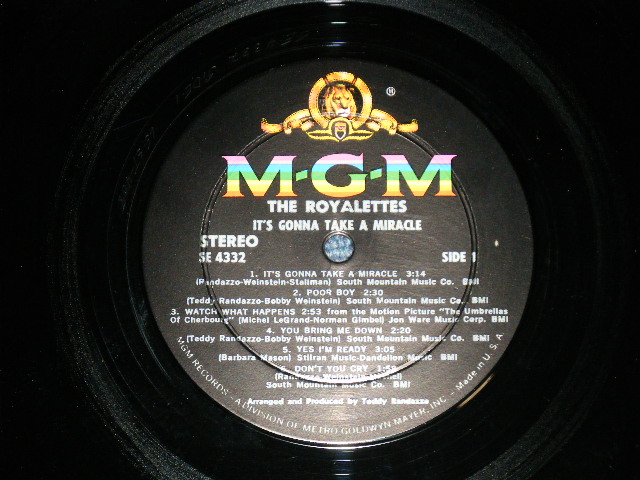 ®
M-G-M
THE ROYALETTES
IT'S GONNA TAKE A MIRACLE
STEREO
SE 4332
SIDE 1
1. IT'S GONNA TAKE A MIRACLE 3:14
(Randazzo-Weinstein-Stallman) South Mountain Music Co. BMI
2. POOR BOY 2:30
(Teddy Randazzo-Bobby Weinstein) South Mountain Music Co. BMI
3. WATCH WHAT HAPPENS 2:53 from the Motion Picture "The Umbrellas
Of Cherbourg" (Michel LeGrand-Norman Gimbel) Jon Ware Music Corp. BMI
4. YOU BRING ME DOWN 2:20
(Teddy Randazzo-Bobby Weinstein) South Mountain Music Co. BMI
5. YES I'M READY 3:05
(Barbara Mason) Stilran Music-Dandelion Music BMI
6. DON'T YOU CRY 1:58
South Mountain Music Co. BMI
Arranged and Produced by Teddy Randazzo
MGM RECORDS - A DIVISION OF METRO GOLDWYN MAYER, INC. - Made in U.S.A.